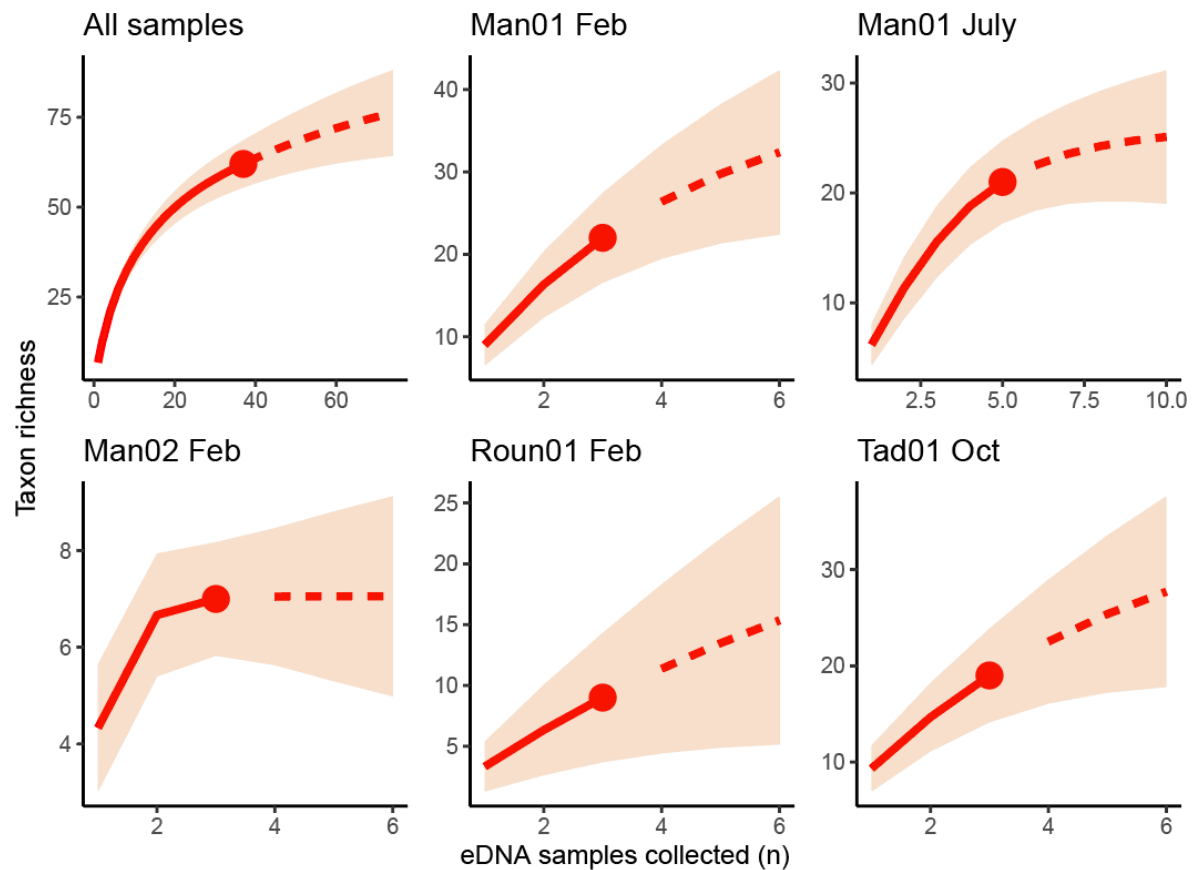 All samples
75
50
25
0 20 40 60
Man01 Feb
40
30
20
10
2 4 6
Man01 July
30
20
10
2.5 5.0 7.5 10.0
Taxon richness
Man02 Feb
8
6
4
2 4 6
Roun01 Feb
25
20
15
10
5
2 4 6
Tad01 Oct
30
20
10
2 4 6
eDNA samples collected (n)